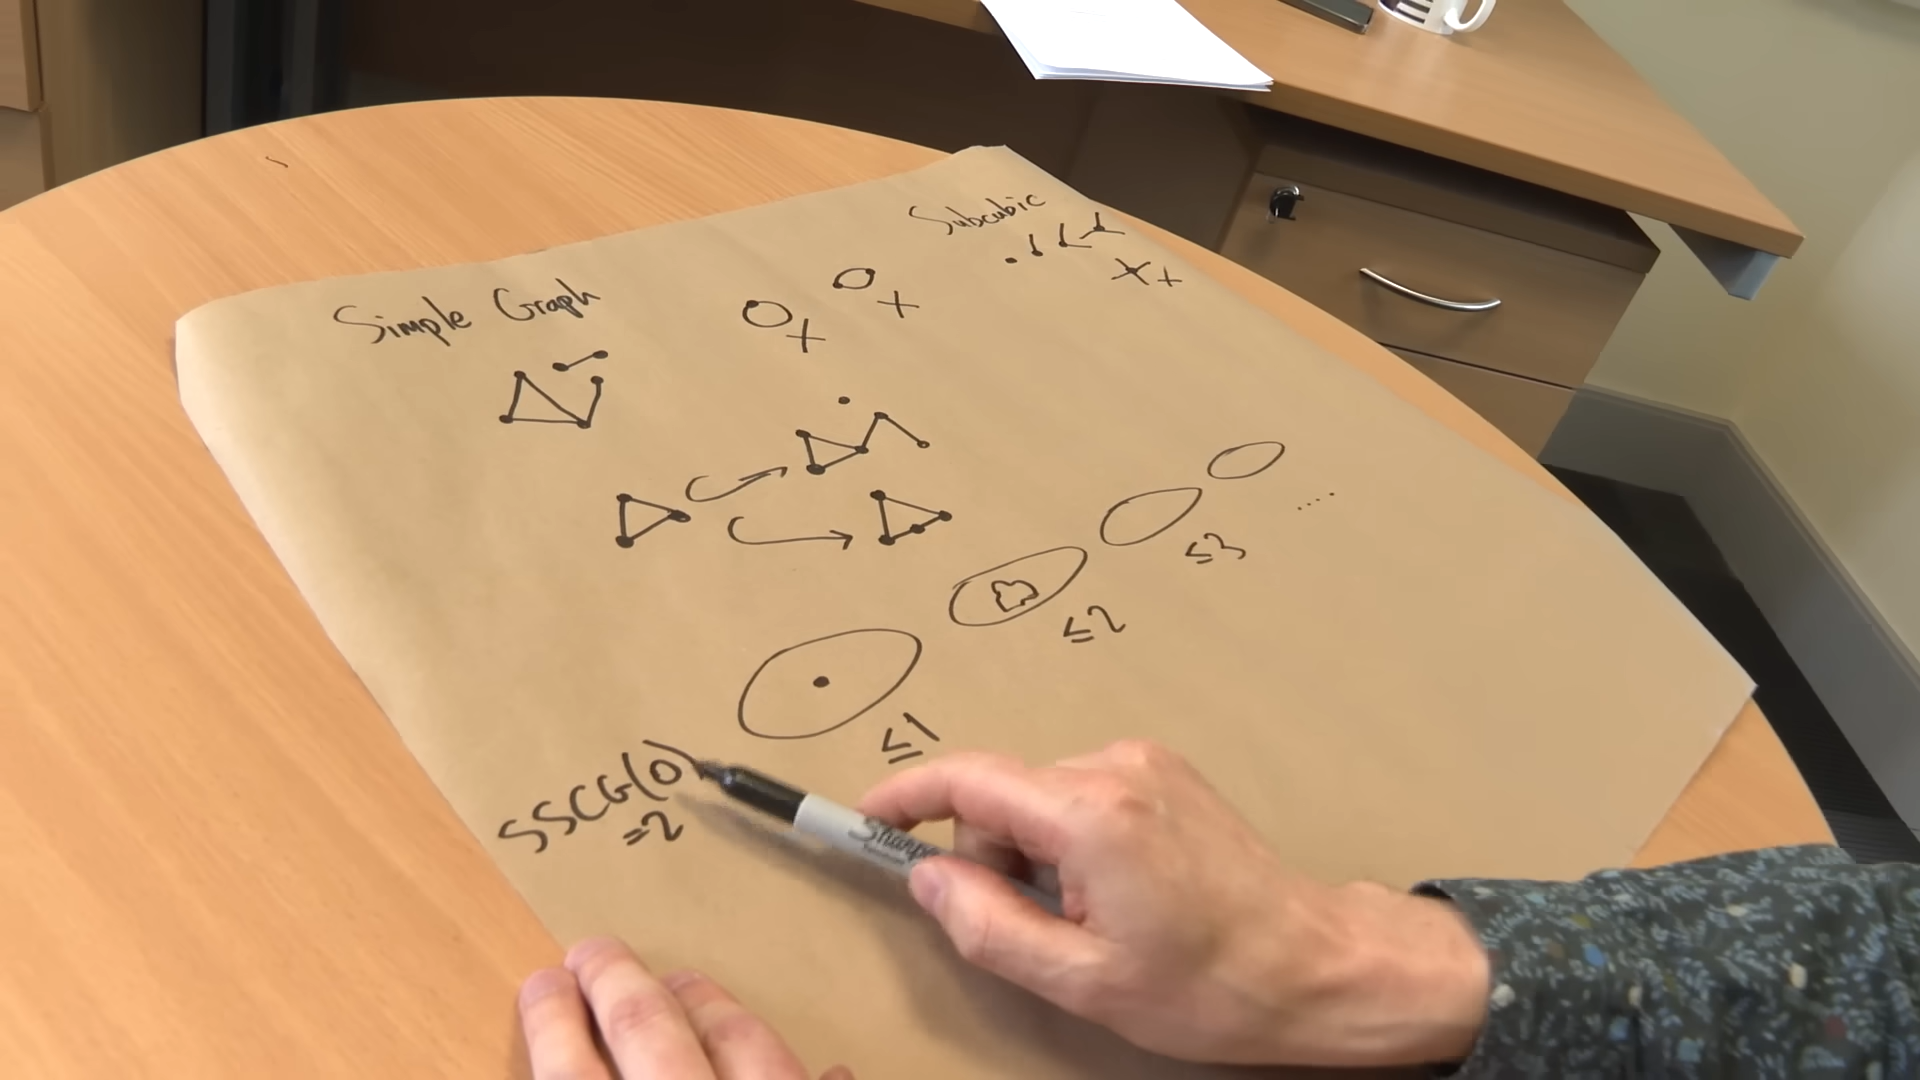 Subcubic
Simple Graph
≤3
≤2
≤1
SSCG(0)
=2
Sharpie